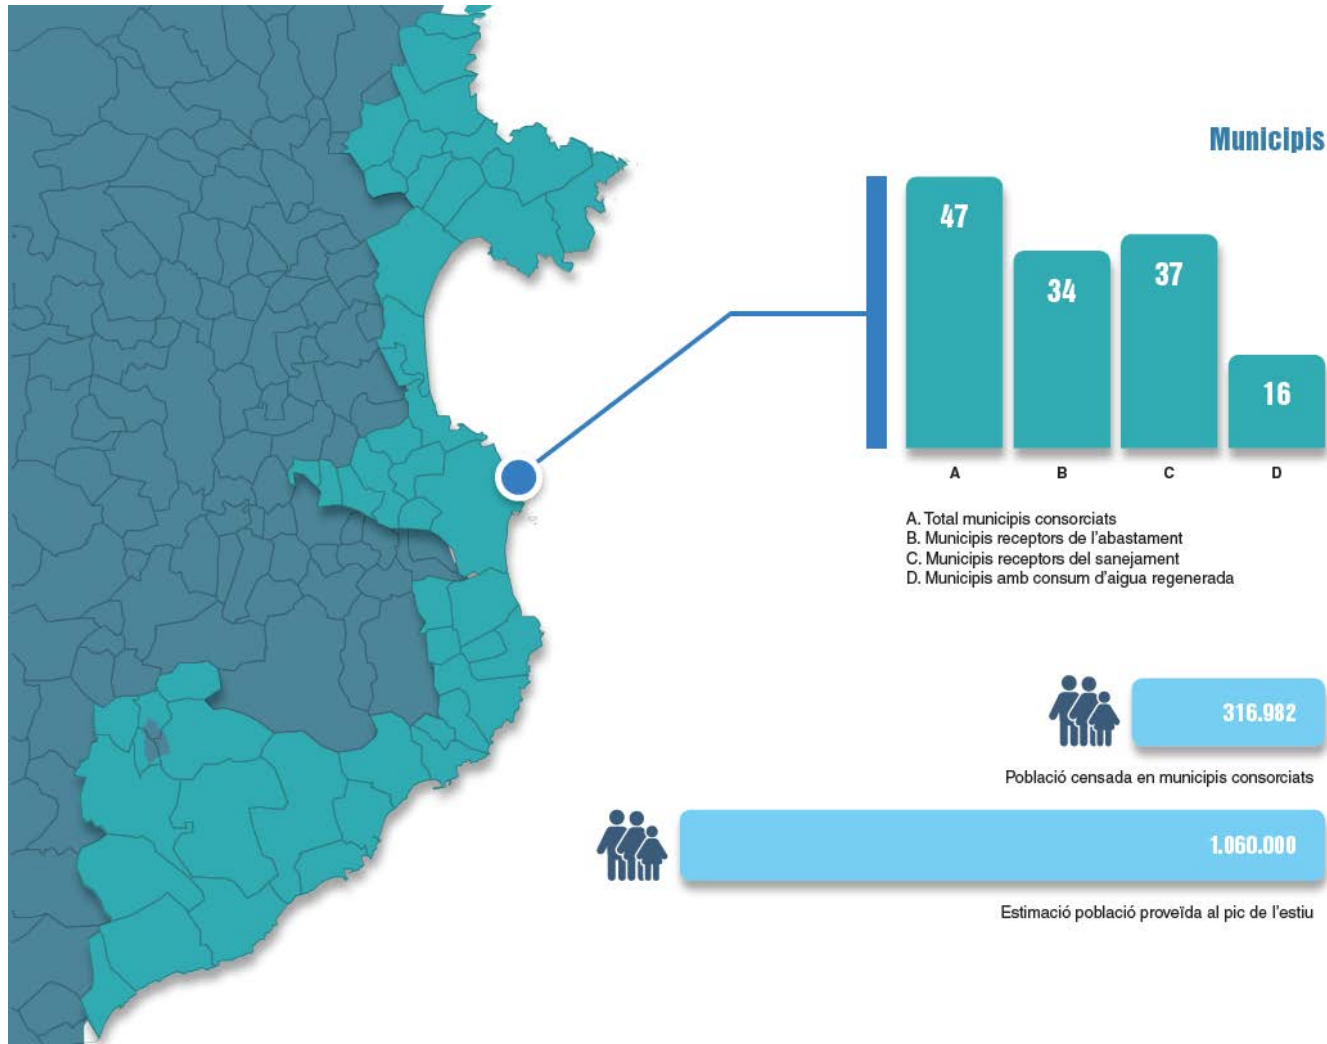 Municipis
47
34
37
16
A
B
C
D
A. Total municipis consorciats
B. Municipis receptors de l’abastament
C. Municipis receptors del sanejament
D. Municipis amb consum d’aigua regenerada
316.982
Població censada en municipis consorciats
1.060.000
Estimació població proveïda al pic de l’estiu